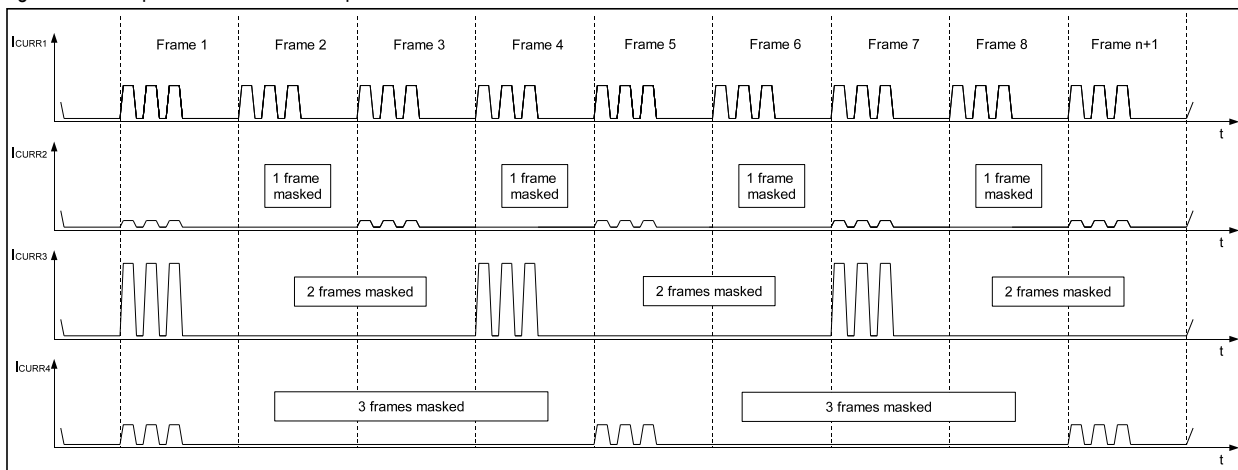 ICURR1
Frame 1 Frame 2 Frame 3 Frame 4 Frame 5 Frame 6 Frame 7 Frame 8 Frame n+1
t
ICURR2
1 frame masked
1 frame masked
1 frame masked
1 frame masked
t
ICURR3
2 frames masked
2 frames masked
2 frames masked
t
ICURR4
3 frames masked
3 frames masked
t